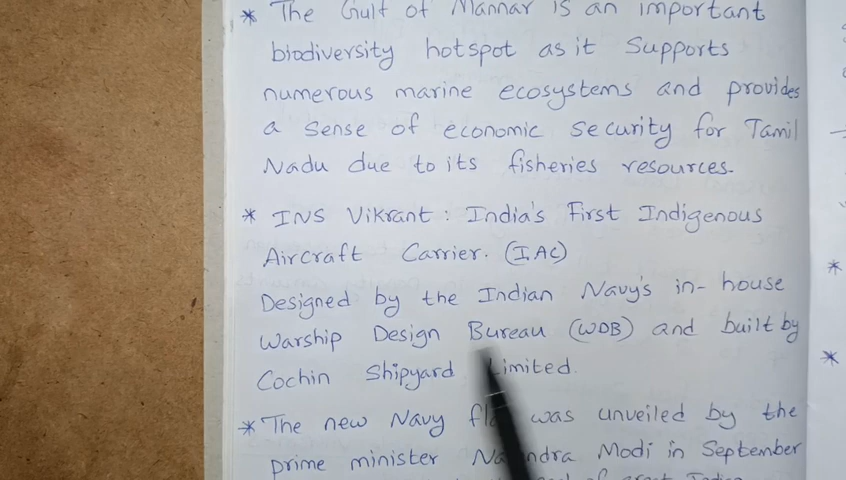 * The Gulf of Mannar is an important
biodiversity hotspot as it supports
numerous marine ecosystems and provides
a sense of economic security for Tamil
Nadu due to its fisheries resources.
* INS Vikrant : India's First Indigenous
Aircraft Carrier. (IAC)
Designed by the Indian Navy's in-house
Warship Design Bureau (WDB) and built by
Cochin Shipyard Limited.
* The new Navy was unveiled by the
prime minister Narendra Modi in September